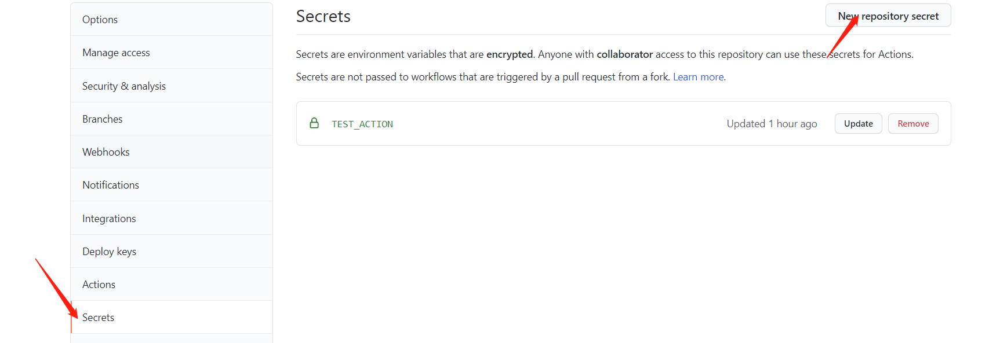 Options
Manage access
Security & analysis
Branches
Webhooks
Notifications
Integrations
Deploy keys
Actions
Secrets
Secrets
New repository secret
Secrets are environment variables that are encrypted. Anyone with collaborator access to this repository can use these secrets for Actions.
Secrets are not passed to workflows that are triggered by a pull request from a fork. Learn more.
TEST_ACTION
Updated 1 hour ago
Update
Remove